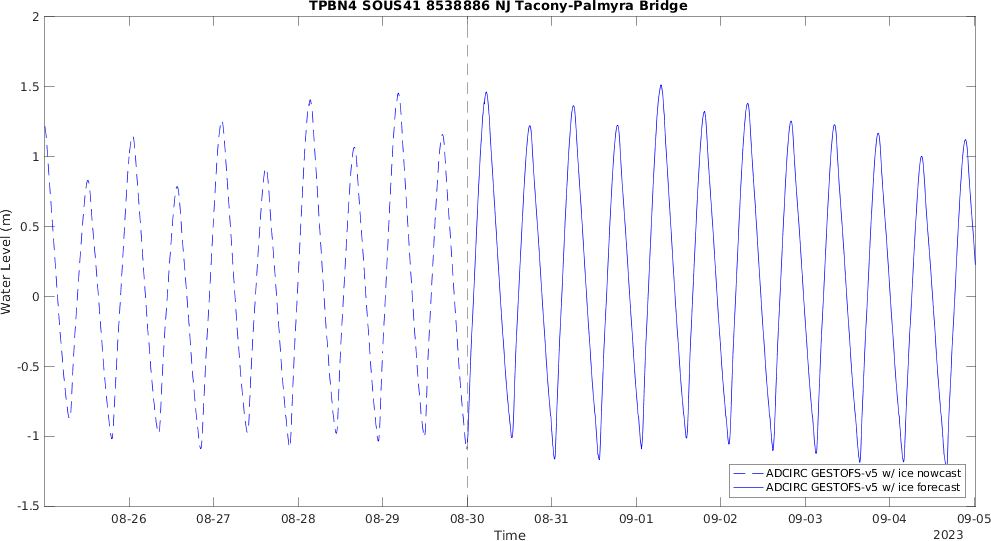 TPBN4 SOUS41 8538886 NJ Tacony-Palmyra Bridge
2
1.5
1
0.5
0
-0.5
-1
-1.5
Water Level (m)
ADCIRC GESTOFS-v5 w/ ice nowcast
ADCIRC GESTOFS-v5 w/ ice forecast
08-26 08-27 08-28 08-29 08-30 08-31 09-01 09-02 09-03 09-04 09-05
Time
2023